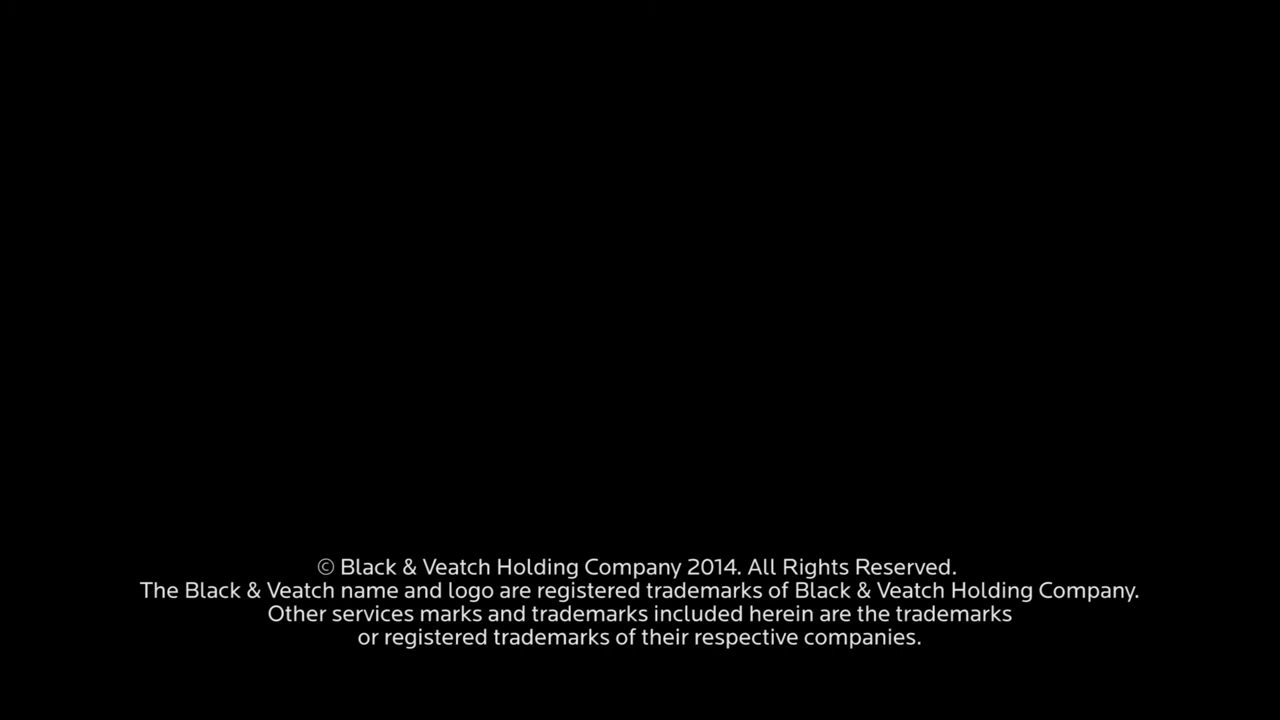 © Black & Veatch Holding Company 2014. All Rights Reserved.
The Black & Veatch name and logo are registered trademarks of Black & Veatch Holding Company.
Other services marks and trademarks included herein are the trademarks
or registered trademarks of their respective companies.